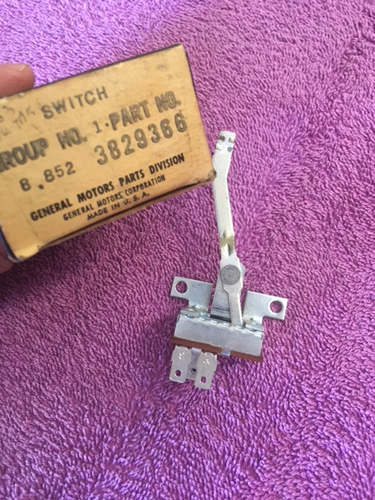 SWITCH
GROUP NO. 1. PART NO.
8.852 3829366
GENERAL MOTORS PARTS DIVISION
GENERAL MOTORS CORPORATION
MADE IN U. S. A.